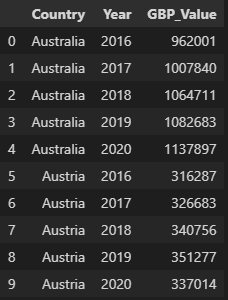 Country Year GBP_Value
0 Australia 2016 962001
1 Australia 2017 1007840
2 Australia 2018 1064711
3 Australia 2019 1082683
4 Australia 2020 1137897
5 Austria 2016 316287
6 Austria 2017 326683
7 Austria 2018 340756
8 Austria 2019 351277
9 Austria 2020 337014